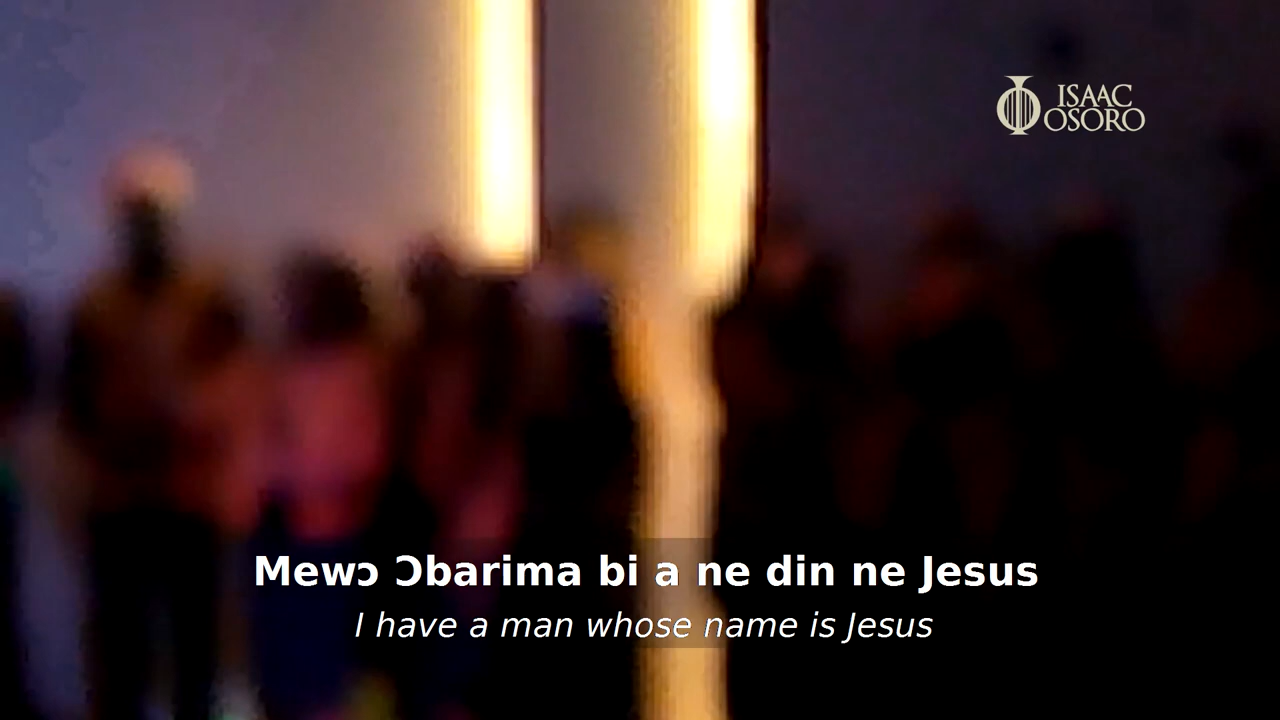 ISAAC
OSORO
Mewɔ Ɔbarima bi a ne din ne Jesus
I have a man whose name is Jesus